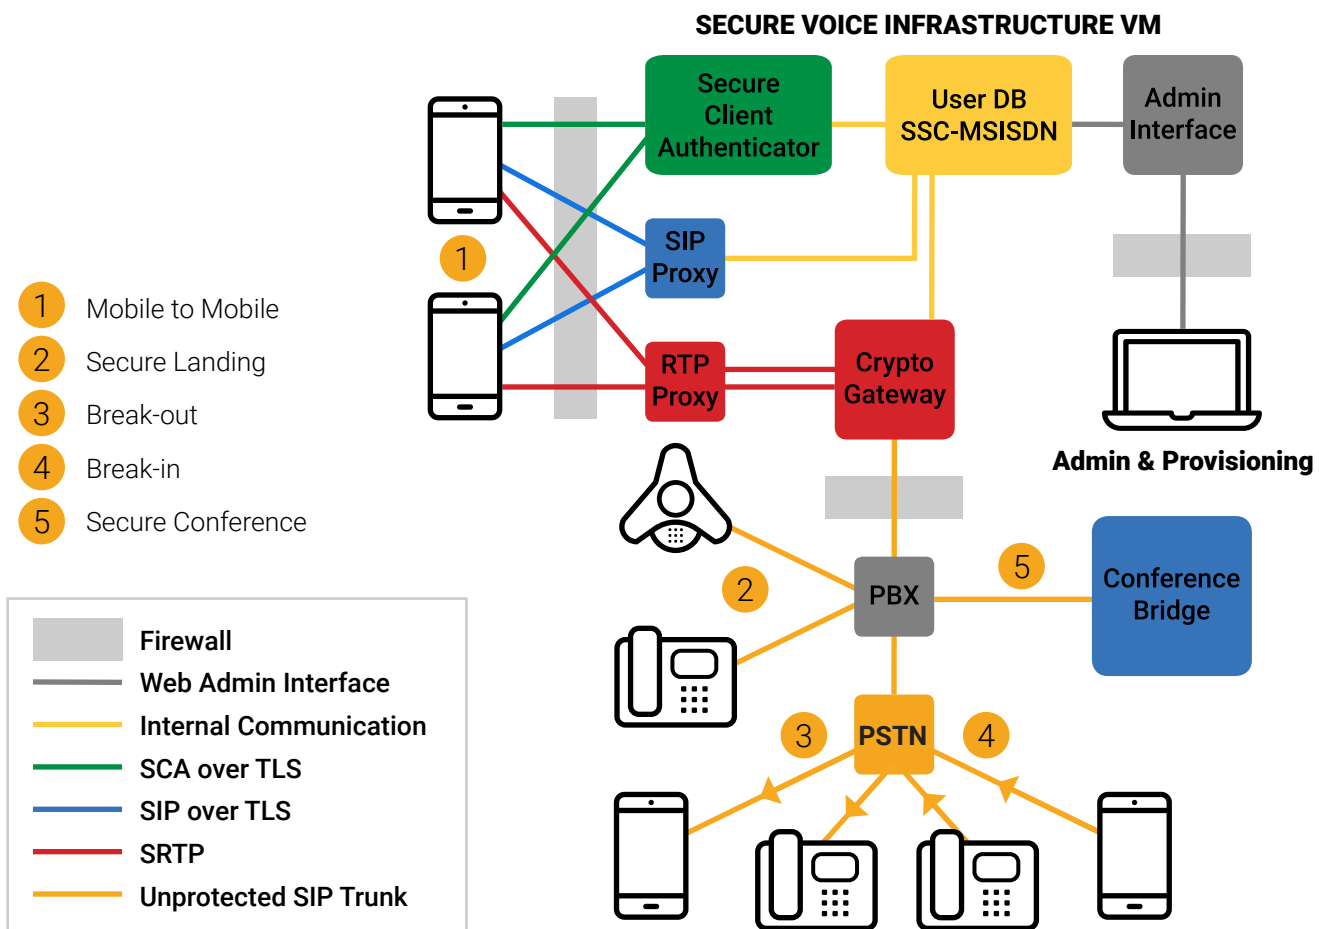 SECURE VOICE INFRASTRUCTURE VM
Secure
Client
Authenticator
User DB
SSC-MSISDN
Admin
Interface
SIP
Proxy
1
RTP
Proxy
Crypto
Gateway
Admin & Provisioning
1 Mobile to Mobile
2 Secure Landing
3 Break-out
4 Break-in
5 Secure Conference
2
PBX
5
Conference
Bridge
3
PSTN
4
Firewall
Web Admin Interface
Internal Communication
SCA over TLS
SIP over TLS
SRTP
Unprotected SIP Trunk